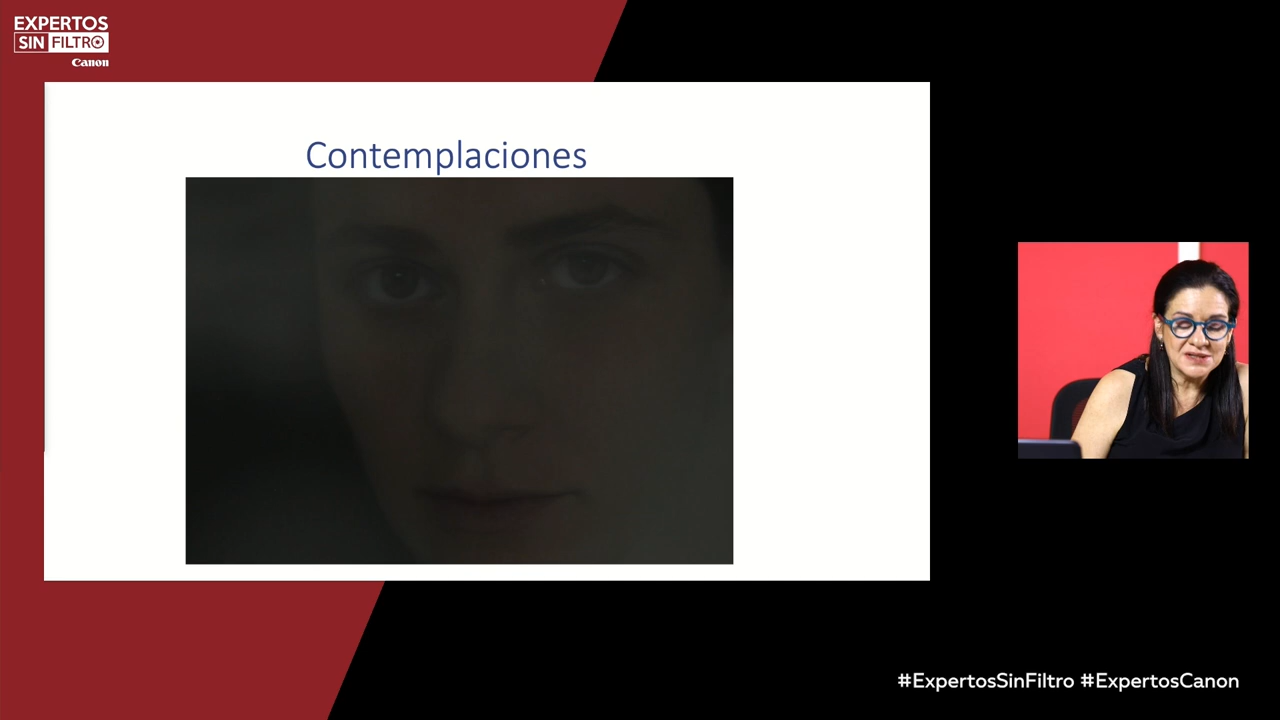 EXPERTOS
SIN FILTRO
Canon
Contemplaciones
#ExpertosSinFiltro #ExpertosCanon